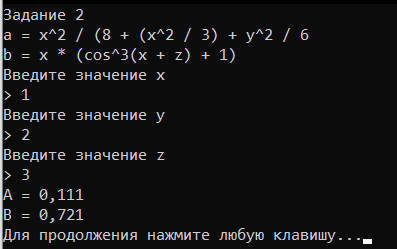 Задание 2
a = x^2 / (8 + (x^2 / 3) + y^2 / 6
b = x * (cos^3(x + z) + 1)
Введите значение x
> 1
Введите значение y
> 2
Введите значение z
> 3
A = 0,111
B = 0,721
Для продолжения нажмите любую клавишу...